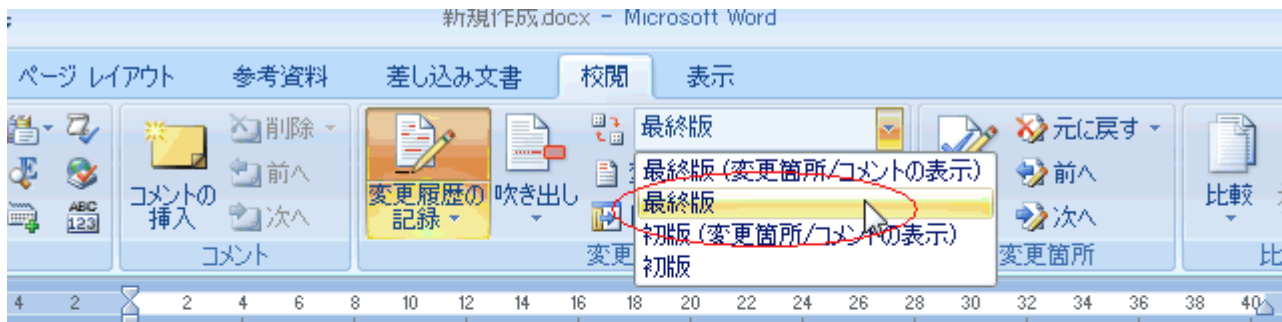 新規作成.docx - Microsoft Word
ページ レイアウト 参考資料 差し込み文書 校閲 表示
削除 最終版 元に戻す
前へ 最終版 (変更箇所/コメントの表示) 前へ
コメントの挿入 変更履歴の記録 吹き出し 最終版 比較
ABC 123 次へ 初版 (変更箇所/コメントの表示) 次へ
コメント 変更 初版 変更箇所 比
4 2 2 4 6 8 10 12 14 16 18 20 22 24 26 28 30 32 34 36 38 40